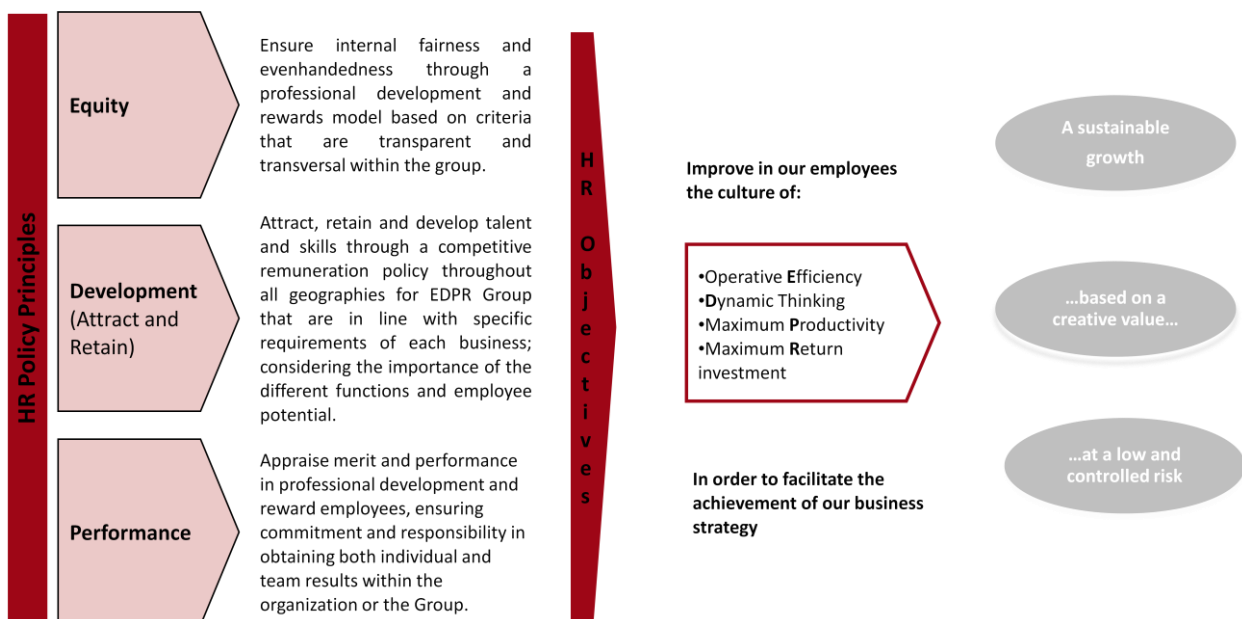 HR Policy Principles
Equity
Ensure internal fairness and
evenhandedness through a
professional development and
rewards model based on criteria
that are transparent and
transversal within the group.
Development
(Attract and
Retain)
Attract, retain and develop talent
and skills through a competitive
remuneration policy throughout
all geographies for EDPR Group
that are in line with specific
requirements of each business;
considering the importance of the
different functions and employee
potential.
Performance
Appraise merit and performance
in professional development and
reward employees, ensuring
commitment and responsibility in
obtaining both individual and
team results within the
organization or the Group.
HR Objectives
Improve in our employees
the culture of:
•Operative Efficiency
•Dynamic Thinking
•Maximum Productivity
•Maximum Return
investment
In order to facilitate the
achievement of our business
strategy
A sustainable
growth
…based on a
creative value…
…at a low and
controlled risk